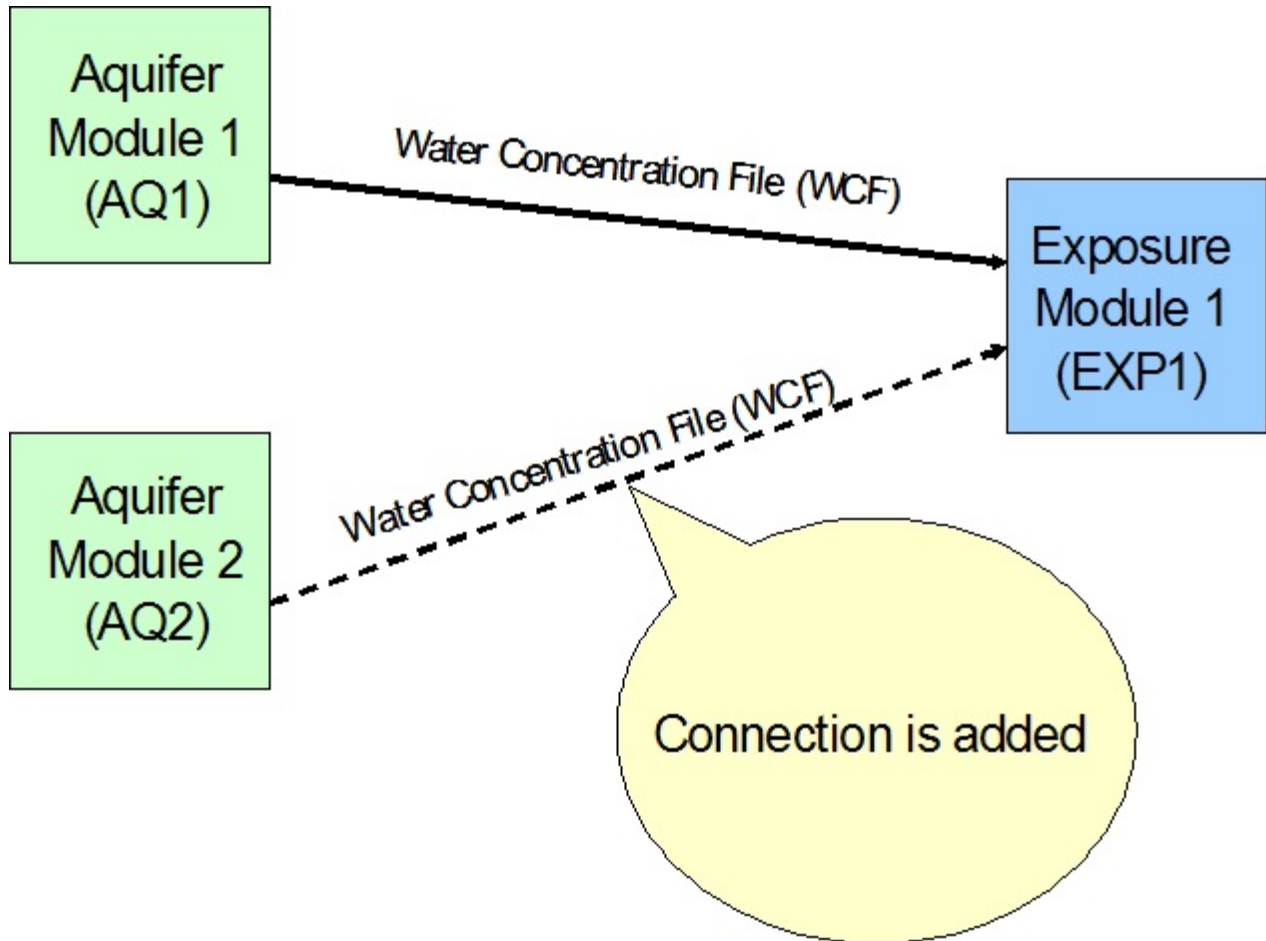 Aquifer
Module 1
(AQ1)
Water Concentration File (WCF)
Exposure
Module 1
(EXP1)
Water Concentration File (WCF)
Aquifer
Module 2
(AQ2)
Connection is added